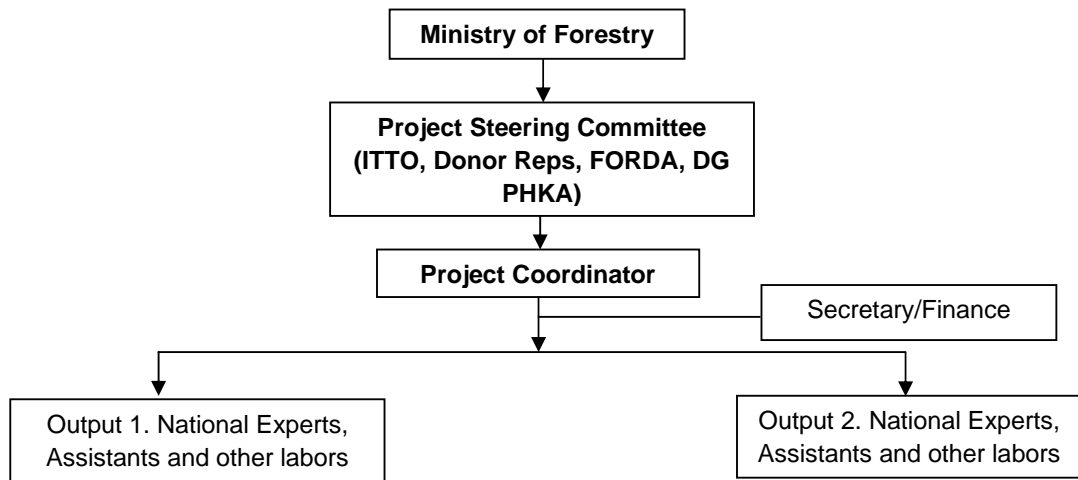 Ministry of Forestry
Project Steering Committee
(ITTO, Donor Reps, FORDA, DG
PHKA)
Project Coordinator
Secretary/Finance
Output 1. National Experts,
Assistants and other labors
Output 2. National Experts,
Assistants and other labors